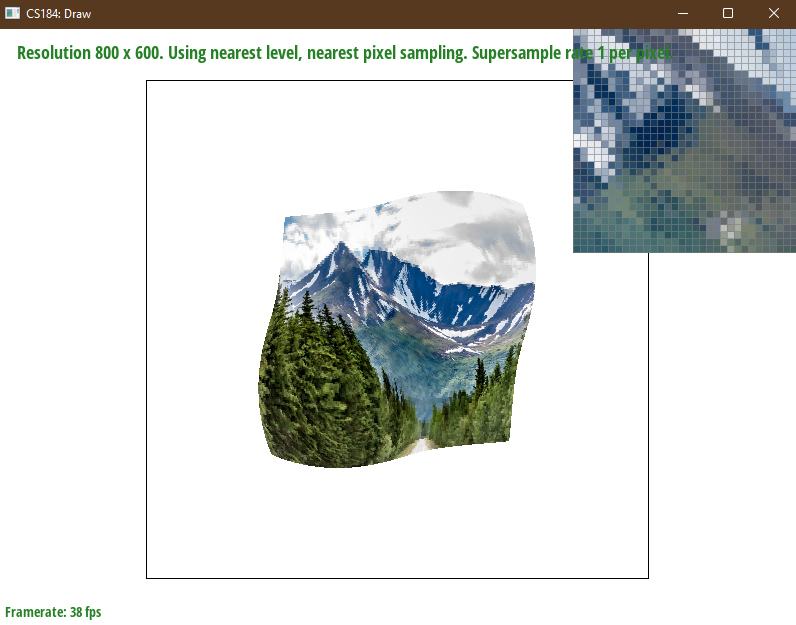 CS184: Draw
Resolution 800 x 600. Using nearest level, nearest pixel sampling. Supersample rate 1 per pixel.
Framerate: 38 fps